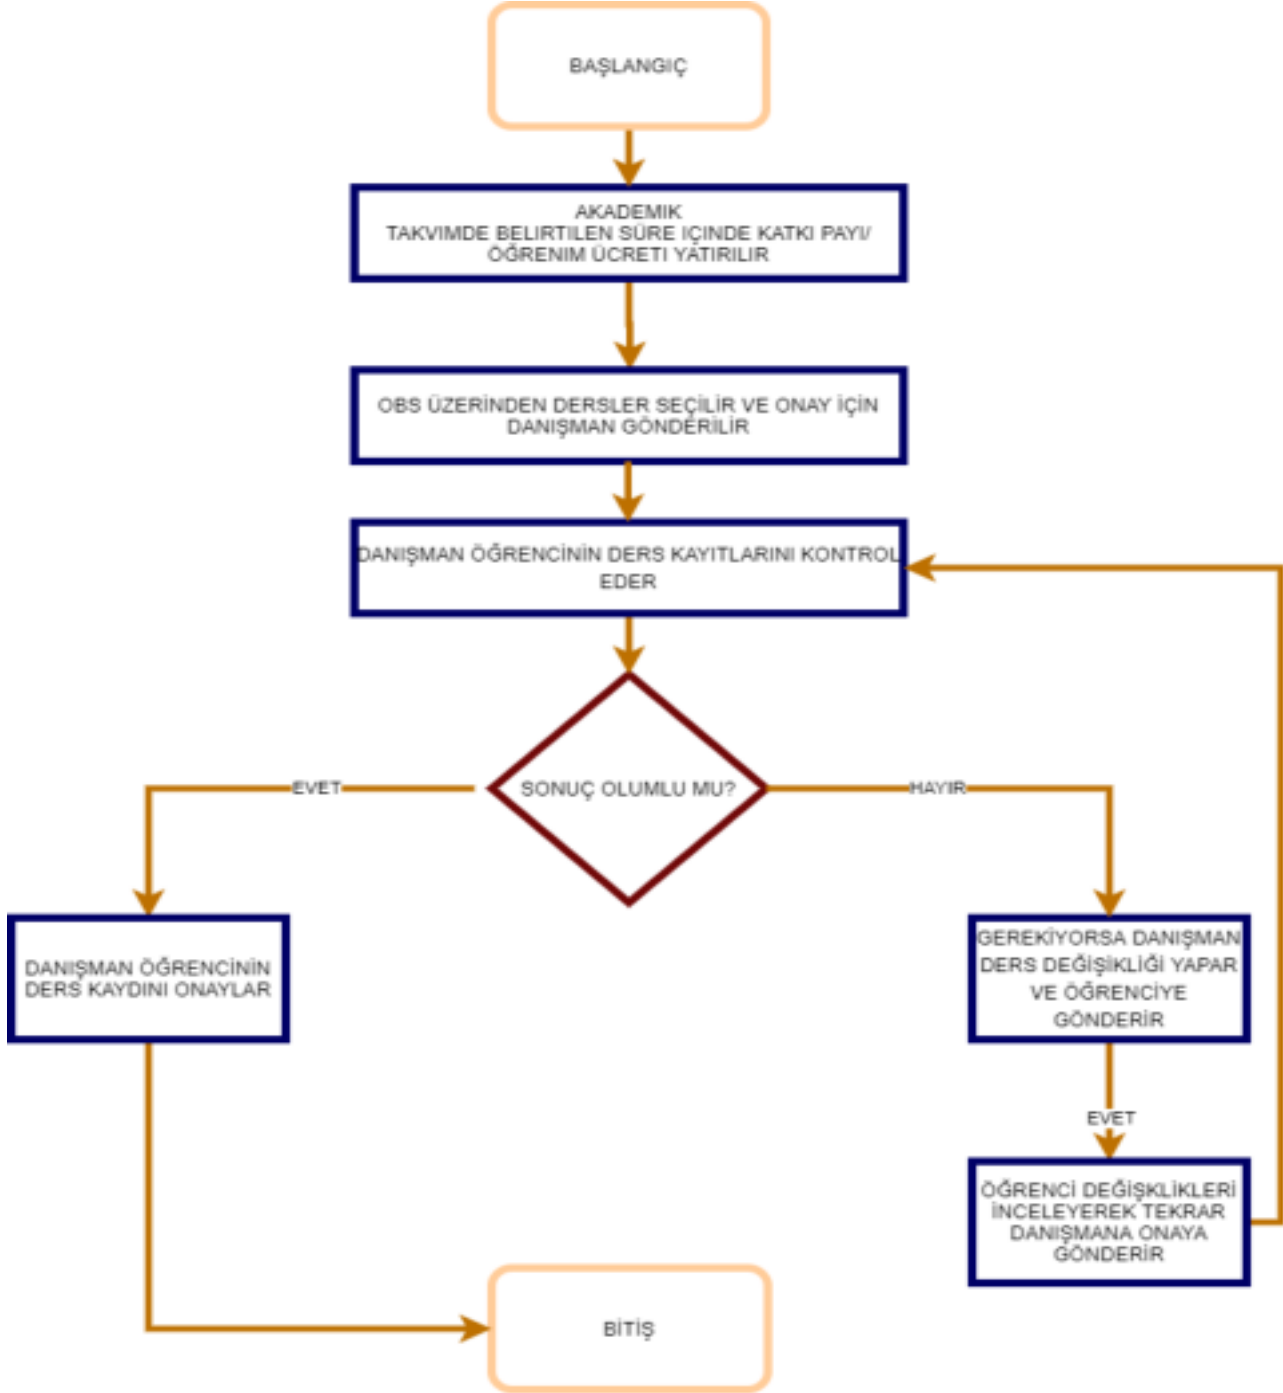 BAŞLANGIÇ
AKADEMIK
TAKVIMDE BELIRTILEN SÜRE IÇINDE KATKI PAYI/
ÖĞRENIM ÜCRETI YATIRILIR
OBS ÜZERİNDEN DERSLER SEÇİLİR VE ONAY İÇİN
DANIŞMAN GÖNDERİLİR
DANIŞMAN ÖĞRENCİNİN DERS KAYITLARINI KONTROL
EDER
SONUÇ OLUMLU MU?
EVET
HAYIR
DANIŞMAN ÖĞRENCİNİN
DERS KAYDINI ONAYLAR
GEREKİYORSA DANIŞMAN
DERS DEĞİŞİKLİĞİ YAPAR
VE ÖĞRENCİYE
GÖNDERİR
EVET
ÖĞRENCİ DEĞİŞKLİKLERİ
İNCELEYEREK TEKRAR
DANIŞMANA ONAYA
GÖNDERİR
BİTİŞ